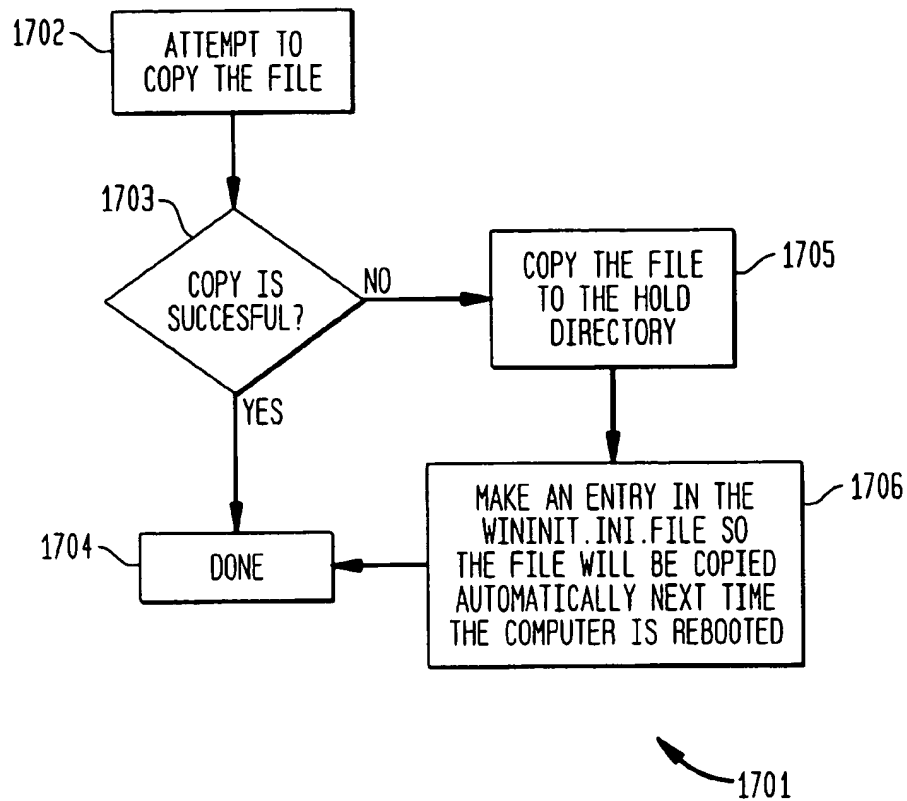 1702
ATTEMPT TO
COPY THE FILE
1703
COPY IS
SUCCESFUL?
NO
YES
COPY THE FILE
TO THE HOLD
DIRECTORY
1705
MAKE AN ENTRY IN THE
WININIT.INI.FILE SO
THE FILE WILL BE COPIED
AUTOMATICALLY NEXT TIME
THE COMPUTER IS REBOOTED
1706
1704
DONE
1701